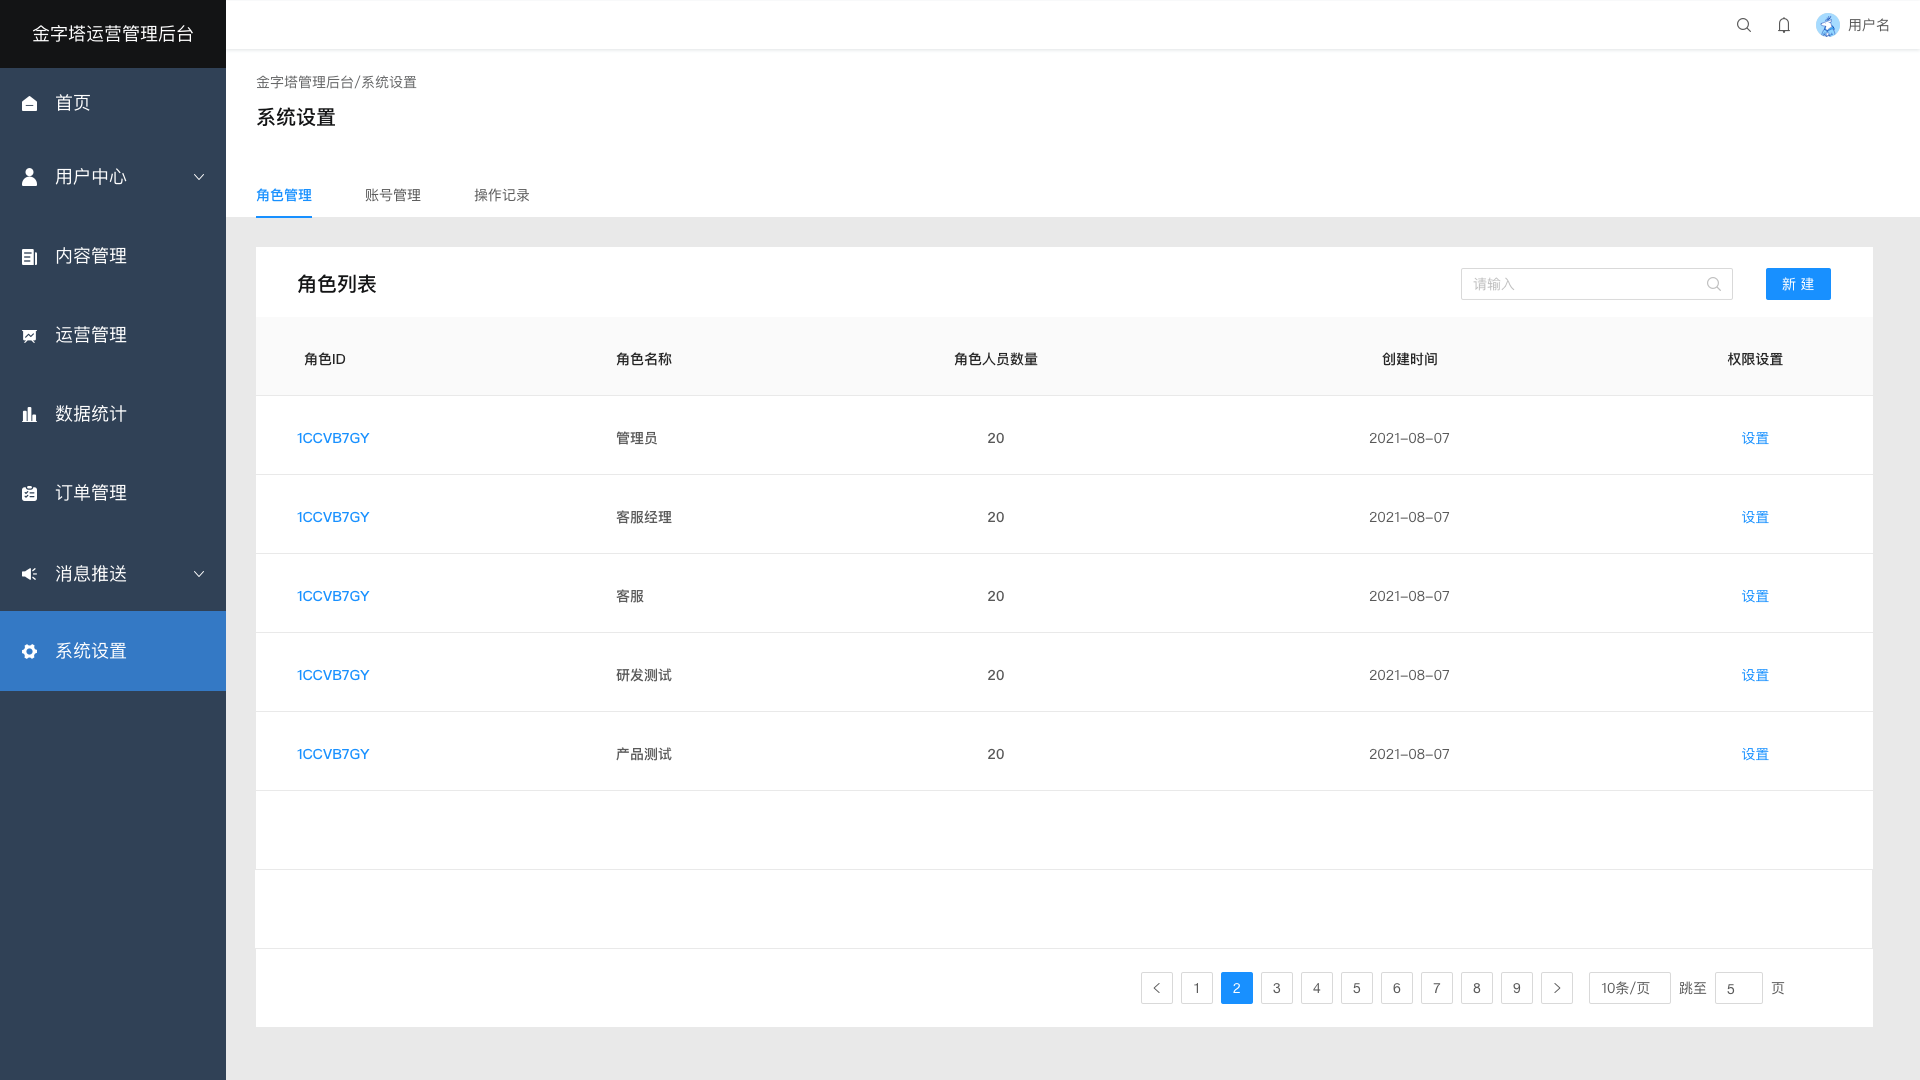 金字塔运营管理后台
首页
用户中心
内容管理
运营管理
数据统计
订单管理
消息推送
系统设置
用户名
金字塔管理后台/系统设置
系统设置
角色管理 账号管理 操作记录
角色列表 请输入 新 建
角色ID 角色名称 角色人员数量 创建时间 权限设置
1CCVB7GY 管理员 20 2021-08-07 设置
1CCVB7GY 客服经理 20 2021-08-07 设置
1CCVB7GY 客服 20 2021-08-07 设置
1CCVB7GY 研发测试 20 2021-08-07 设置
1CCVB7GY 产品测试 20 2021-08-07 设置
1 2 3 4 5 6 7 8 9 10条/页 跳至 5 页